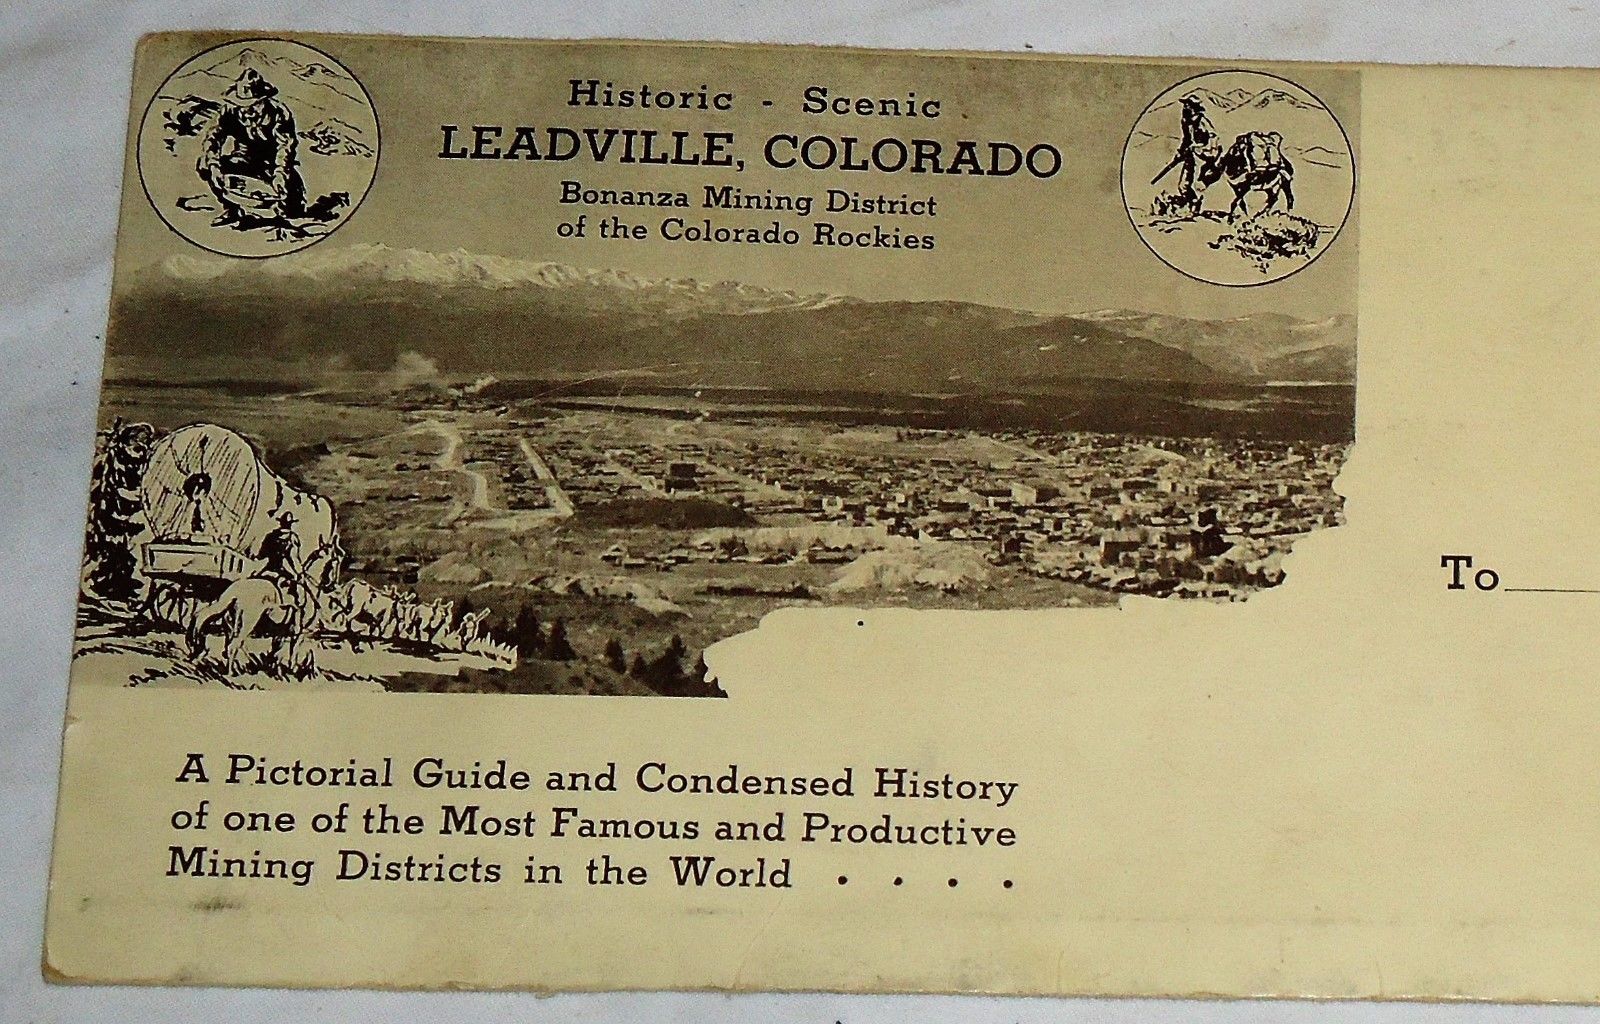 Historic - Scenic
LEADVILLE, COLORADO
Bonanza Mining District
of the Colorado Rockies
To
A Pictorial Guide and Condensed History
of one of the Most Famous and Productive
Mining Districts in the World . . . .